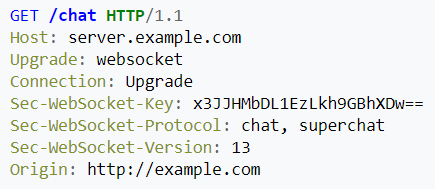 GET /chat HTTP/1.1
Host: server.example.com
Upgrade: websocket
Connection: Upgrade
Sec-WebSocket-Key: x3JJHMbDL1EzLkh9GBhXDw==
Sec-WebSocket-Protocol: chat, superchat
Sec-WebSocket-Version: 13
Origin: http://example.com